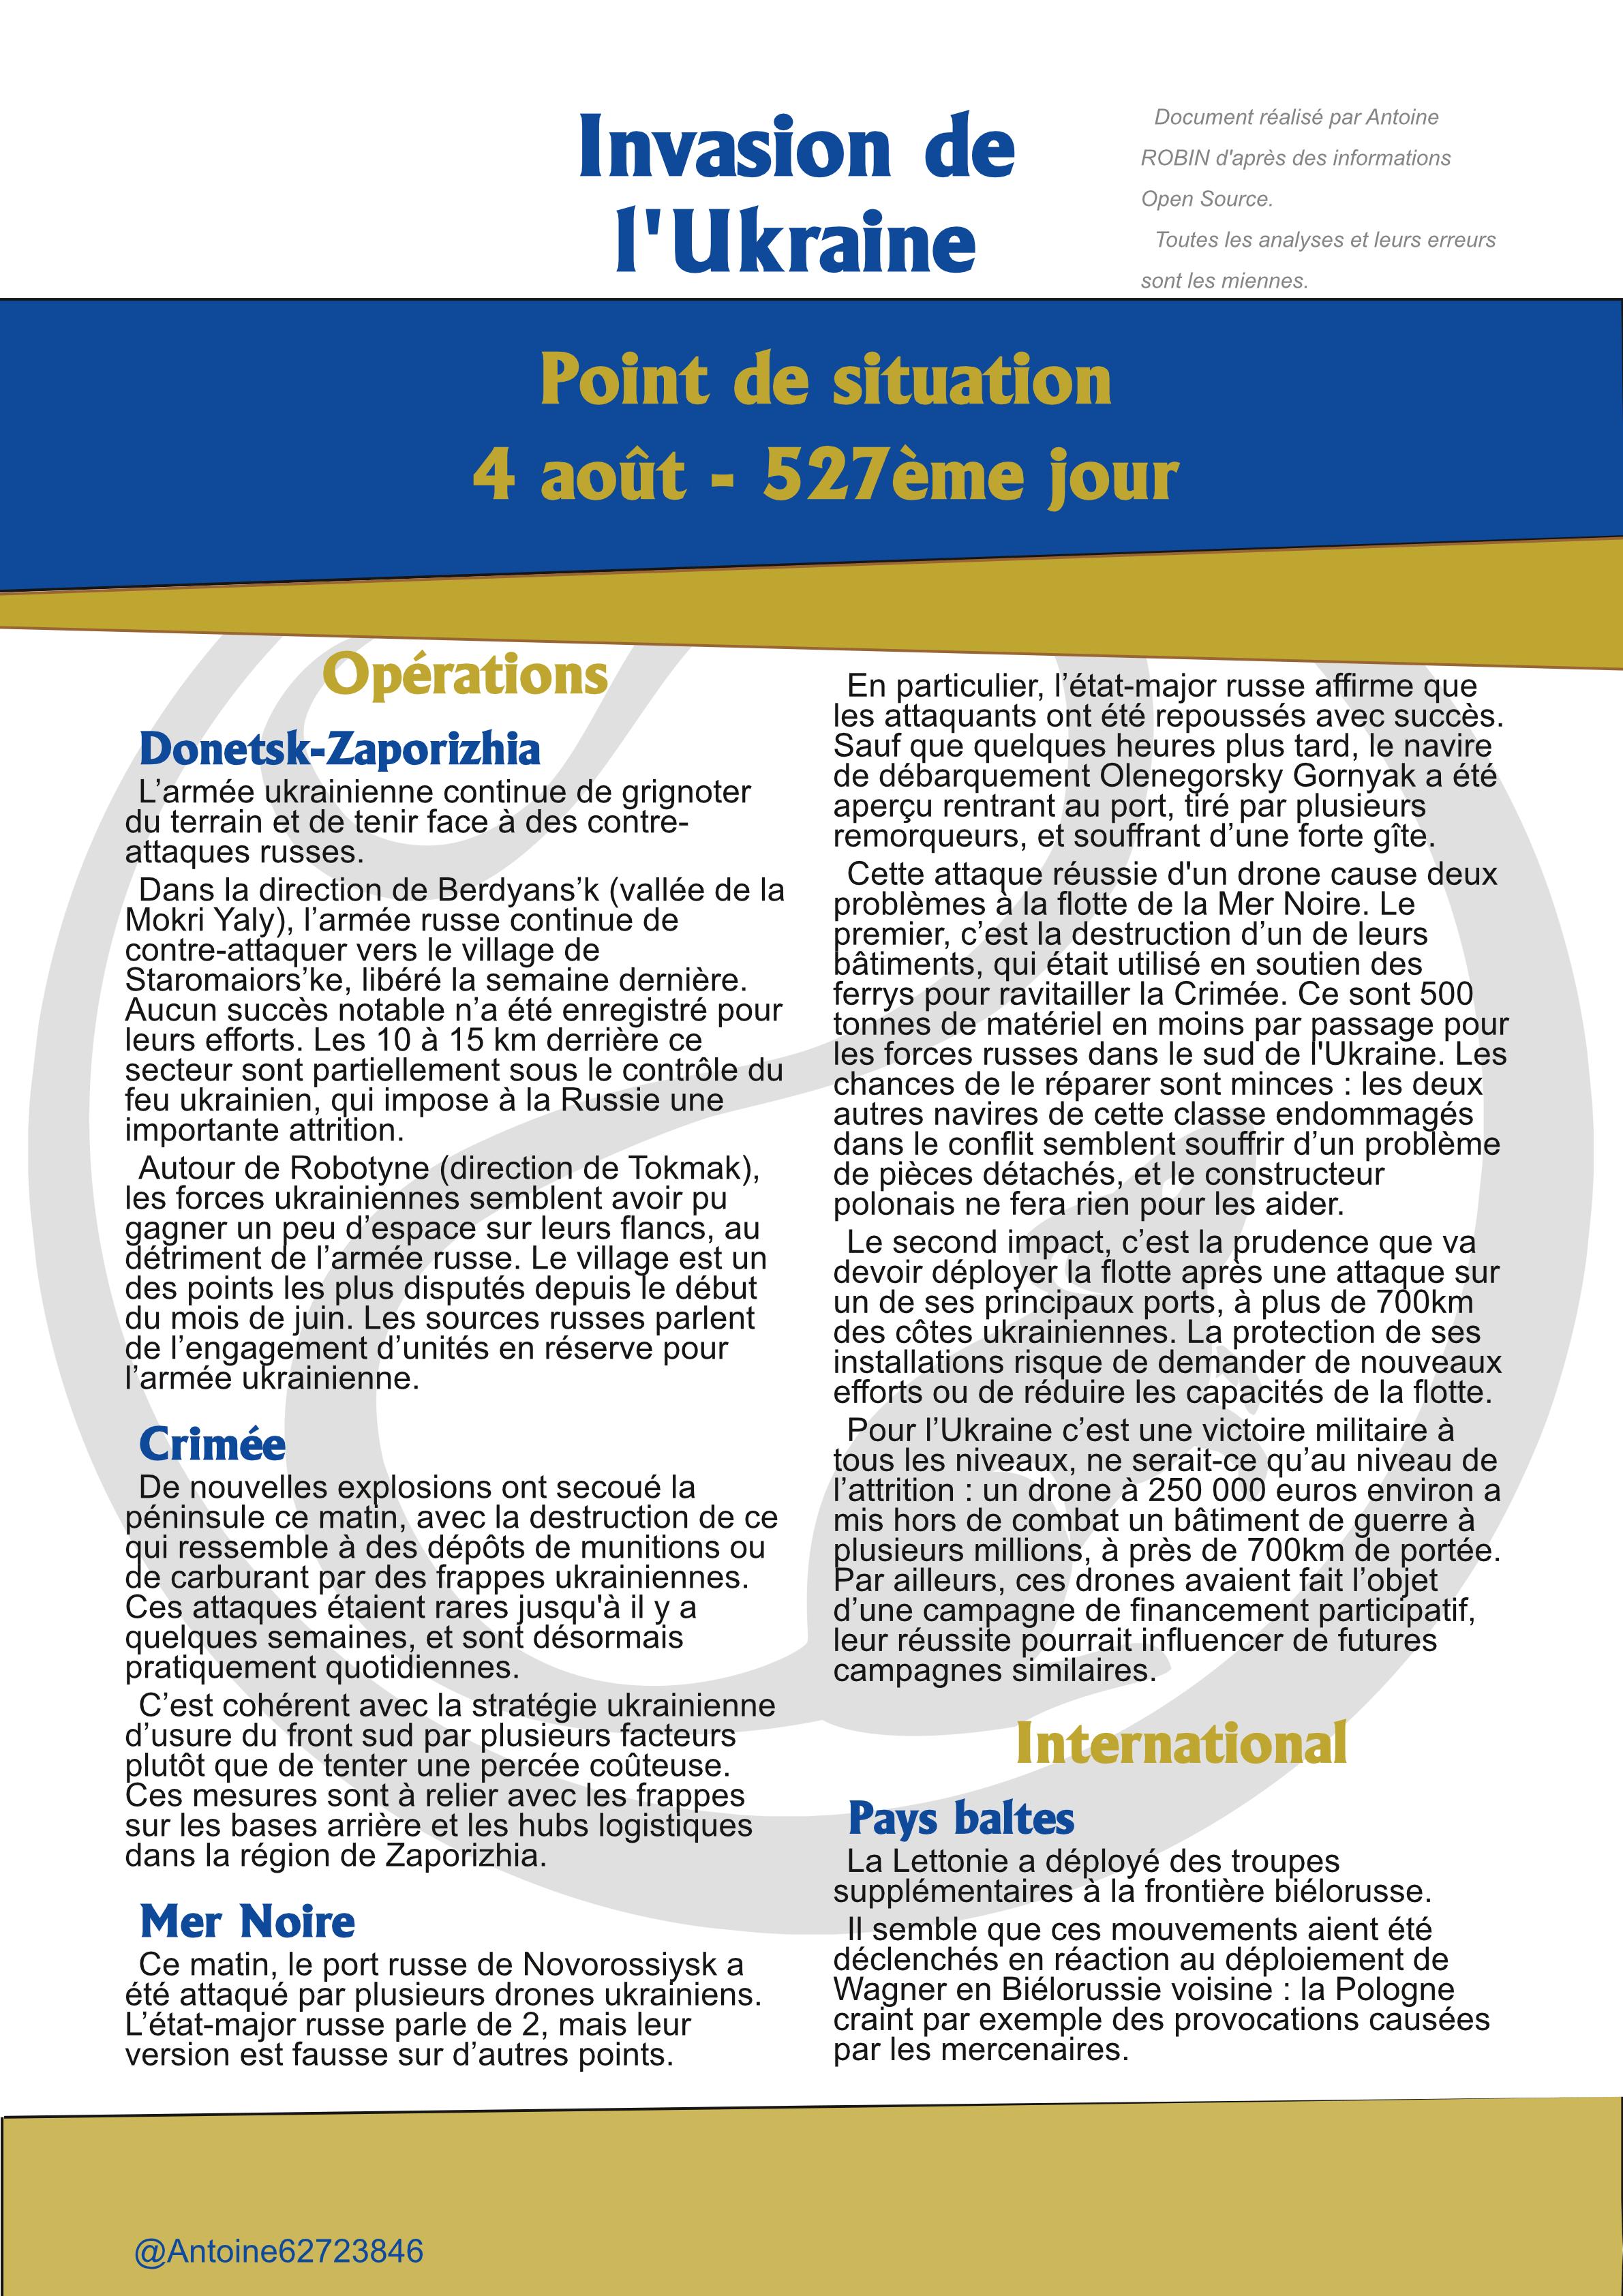 Invasion de
l'Ukraine
Document réalisé par Antoine
ROBIN d'après des informations
Open Source.
Toutes les analyses et leurs erreurs
sont les miennes.
Point de situation
4 août - 527ème jour
Opérations
Donetsk-Zaporizhia
L’armée ukrainienne continue de grignoter
du terrain et de tenir face à des contre-
attaques russes.
Dans la direction de Berdyans’k (vallée de la
Mokri Yaly), l’armée russe continue de
contre-attaquer vers le village de
Staromaiors’ke, libéré la semaine dernière.
Aucun succès notable n’a été enregistré pour
leurs efforts. Les 10 à 15 km derrière ce
secteur sont partiellement sous le contrôle du
feu ukrainien, qui impose à la Russie une
importante attrition.
Autour de Robotyne (direction de Tokmak),
les forces ukrainiennes semblent avoir pu
gagner un peu d’espace sur leurs flancs, au
détriment de l’armée russe. Le village est un
des points les plus disputés depuis le début
du mois de juin. Les sources russes parlent
de l’engagement d’unités en réserve pour
l’armée ukrainienne.
Crimée
De nouvelles explosions ont secoué la
péninsule ce matin, avec la destruction de ce
qui ressemble à des dépôts de munitions ou
de carburant par des frappes ukrainiennes.
Ces attaques étaient rares jusqu'à il y a
quelques semaines, et sont désormais
pratiquement quotidiennes.
C’est cohérent avec la stratégie ukrainienne
d’usure du front sud par plusieurs facteurs
plutôt que de tenter une percée coûteuse.
Ces mesures sont à relier avec les frappes
sur les bases arrière et les hubs logistiques
dans la région de Zaporizhia.
Mer Noire
Ce matin, le port russe de Novorossiysk a
été attaqué par plusieurs drones ukrainiens.
L’état-major russe parle de 2, mais leur
version est fausse sur d’autres points.
En particulier, l’état-major russe affirme que
les attaquants ont été repoussés avec succès.
Sauf que quelques heures plus tard, le navire
de débarquement Olenegorsky Gornyak a été
aperçu rentrant au port, tiré par plusieurs
remorqueurs, et souffrant d’une forte gîte.
Cette attaque réussie d'un drone cause deux
problèmes à la flotte de la Mer Noire. Le
premier, c’est la destruction d’un de leurs
bâtiments, qui était utilisé en soutien des
ferrys pour ravitailler la Crimée. Ce sont 500
tonnes de matériel en moins par passage pour
les forces russes dans le sud de l'Ukraine. Les
chances de le réparer sont minces : les deux
autres navires de cette classe endommagés
dans le conflit semblent souffrir d’un problème
de pièces détachés, et le constructeur
polonais ne fera rien pour les aider.
Le second impact, c’est la prudence que va
devoir déployer la flotte après une attaque sur
un de ses principaux ports, à plus de 700km
des côtes ukrainiennes. La protection de ses
installations risque de demander de nouveaux
efforts ou de réduire les capacités de la flotte.
Pour l’Ukraine c’est une victoire militaire à
tous les niveaux, ne serait-ce qu’au niveau de
l’attrition : un drone à 250 000 euros environ a
mis hors de combat un bâtiment de guerre à
plusieurs millions, à près de 700km de portée.
Par ailleurs, ces drones avaient fait l’objet
d’une campagne de financement participatif,
leur réussite pourrait influencer de futures
campagnes similaires.
International
Pays baltes
La Lettonie a déployé des troupes
supplémentaires à la frontière biélorusse.
Il semble que ces mouvements aient été
déclenchés en réaction au déploiement de
Wagner en Biélorussie voisine : la Pologne
craint par exemple des provocations causées
par les mercenaires.
@Antoine62723846